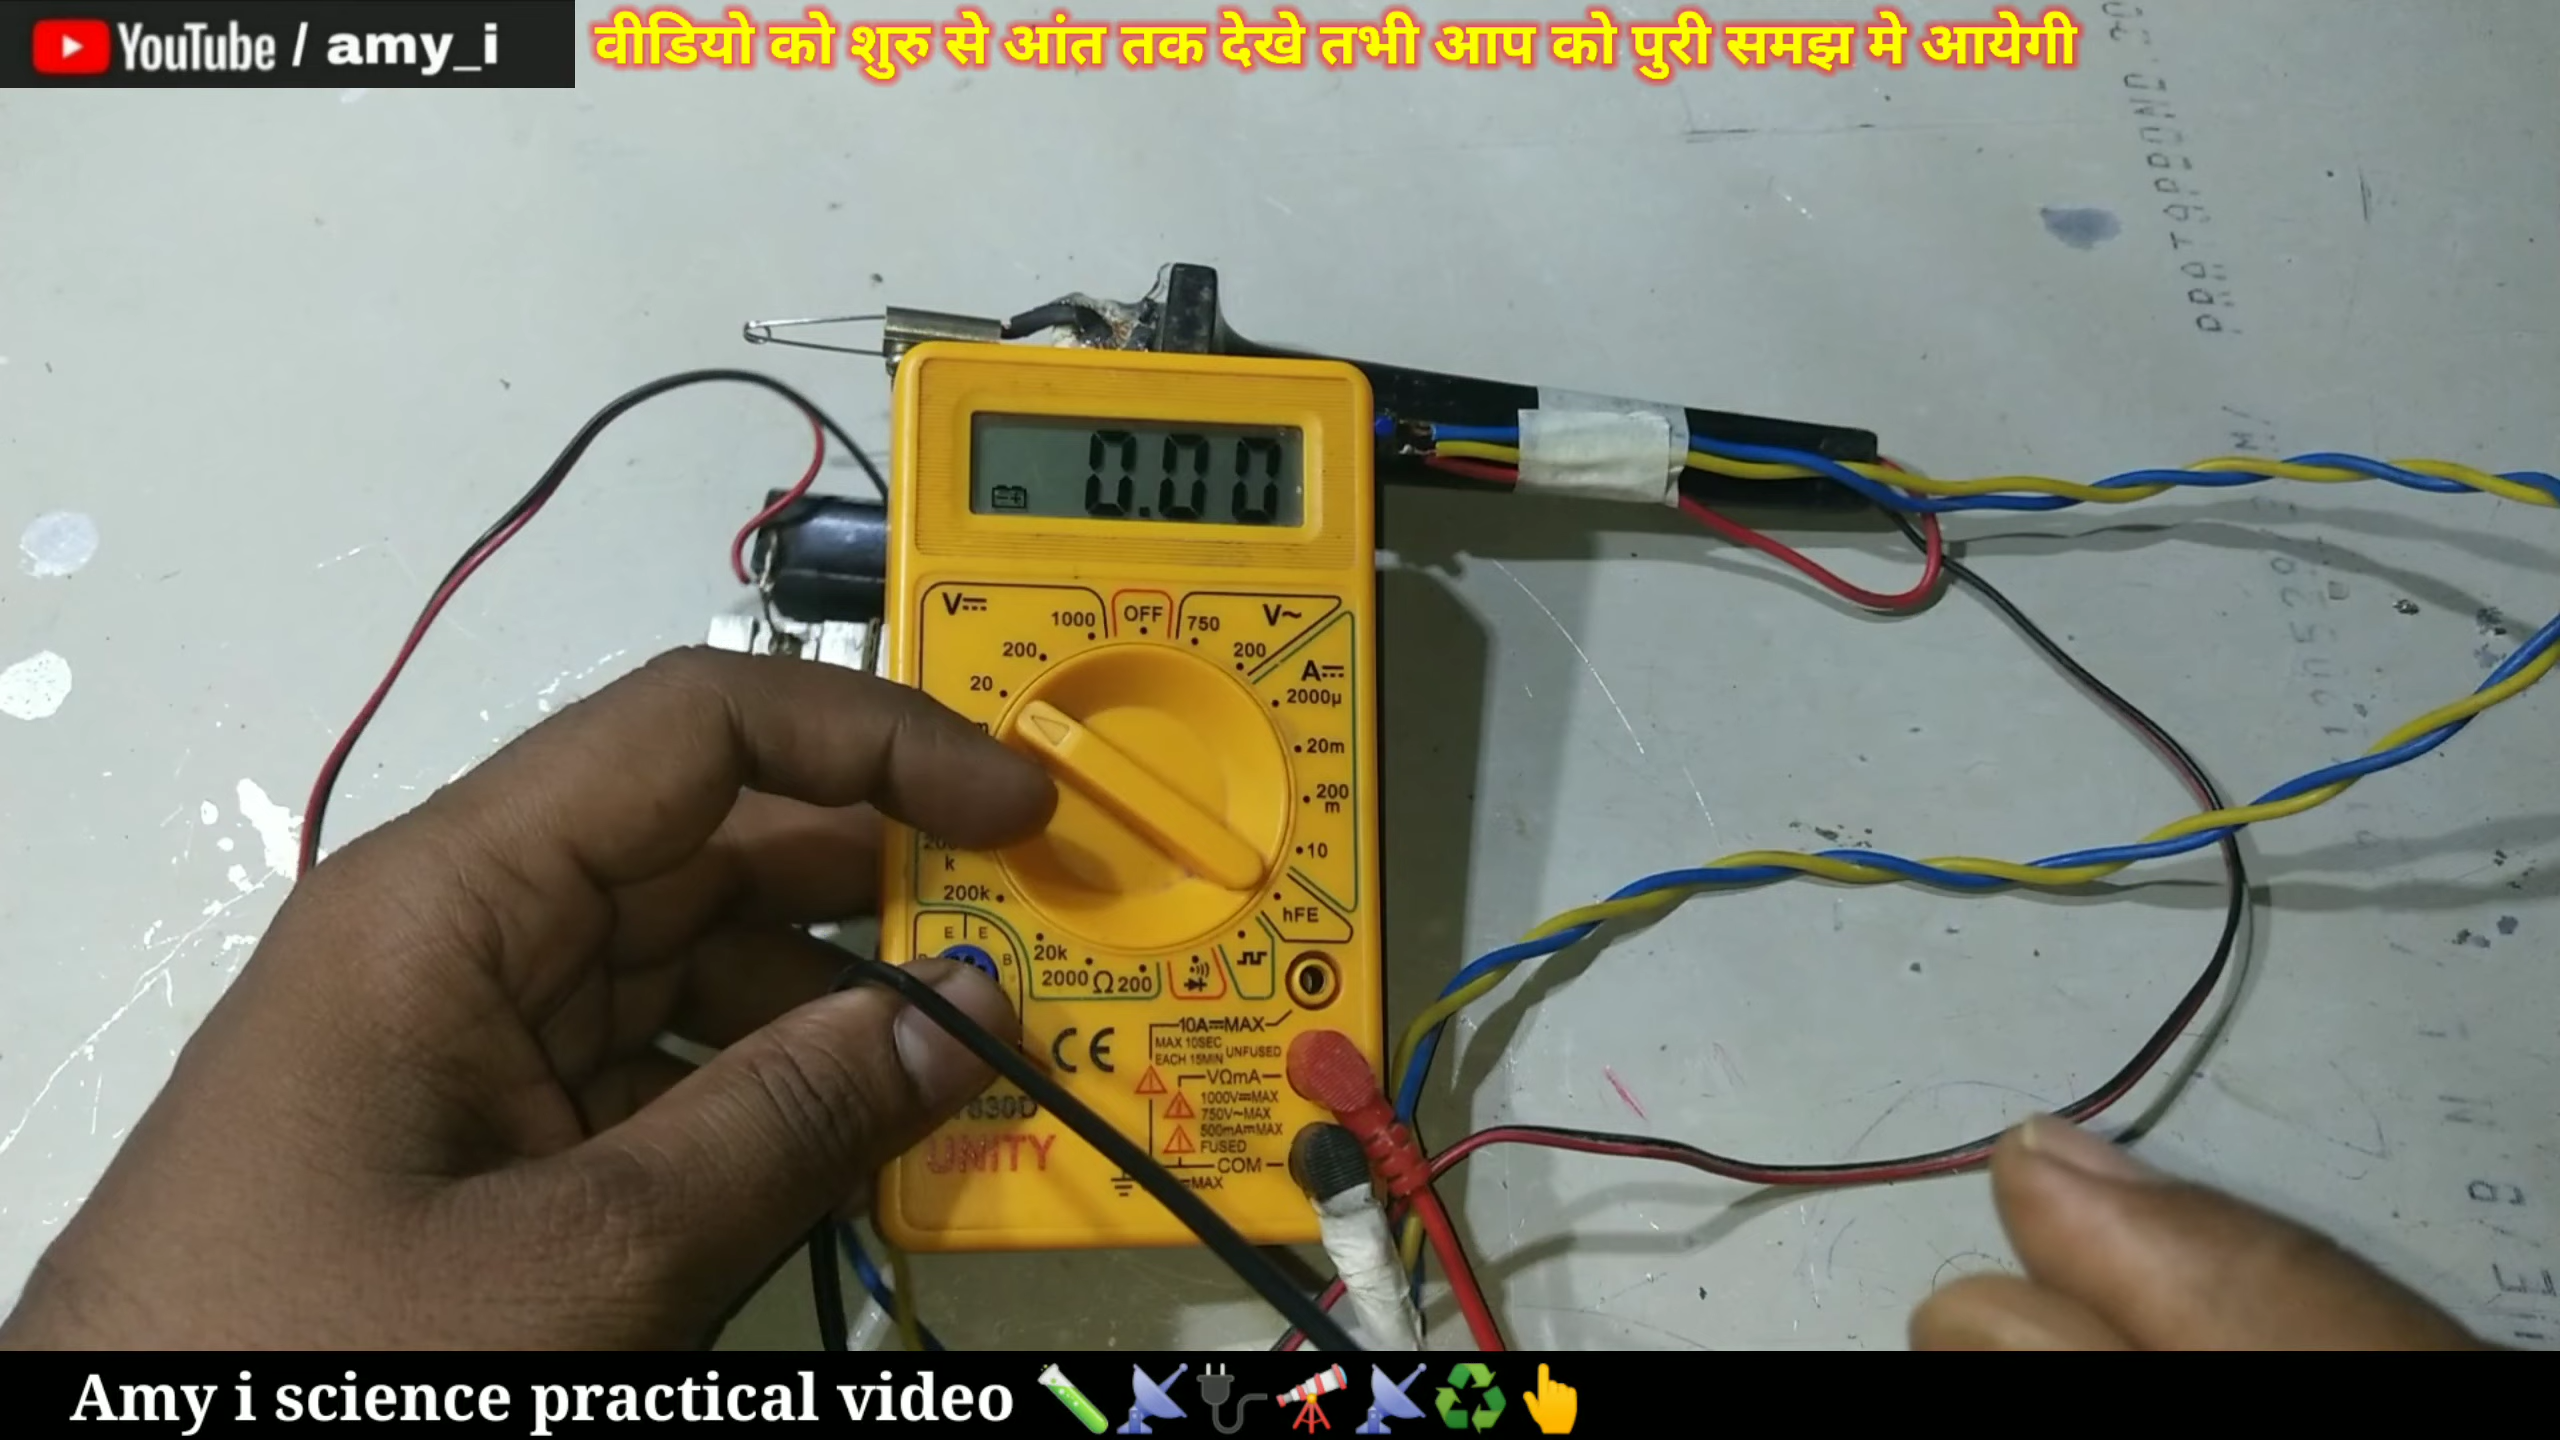 YouTube / amy_i
वीडियो को शुरु से आंत तक देखे तभी आप को पुरी समझ मे आयेगी
0.00
V
1000
OFF
750
V~
200
200
A
20
2000µ
20m
200
m
10
k
200k
hFE
E E
B
20k
2000 Ω 200
10A MAX
MAX 10SEC
EACH 15MIN UNFUSED
CE
VΩmA
1000V MAX
750V~MAX
500mA MAX
FUSED
830D
UNITY
COM
MAX
Amy i science practical video